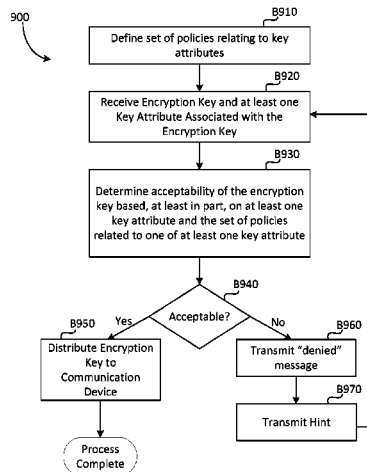 900
B910
Define set of policies relating to key
attributes
B920
Receive Encryption Key and at least one
Key Attribute Associated with the
Encryption Key
B930
Determine acceptability of the encryption
key based, at least in part, on at least one
key attribute and the set of policies
related to one of at least one key attribute
B940
Acceptable?
Yes
No
B950
Distribute Encryption
Key to
Communication
Device
B960
Transmit "denied"
message
B970
Transmit Hint
Process
Complete